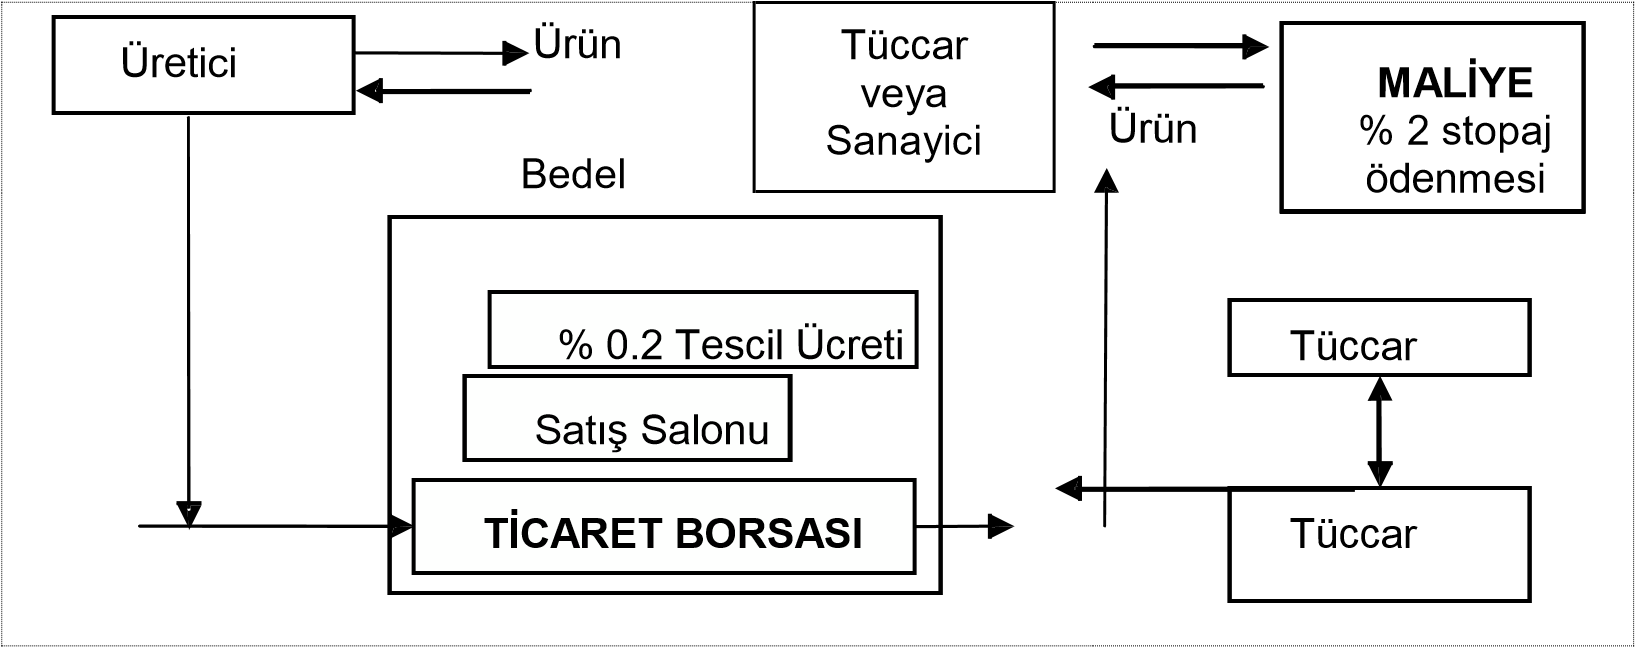 Üretici
Ürün
Bedel
Tüccar
veya
Sanayici
Ürün
MALİYE
% 2 stopaj
ödenmesi
% 0.2 Tescil Ücreti
Satış Salonu
TİCARET BORSASI
Tüccar
Tüccar